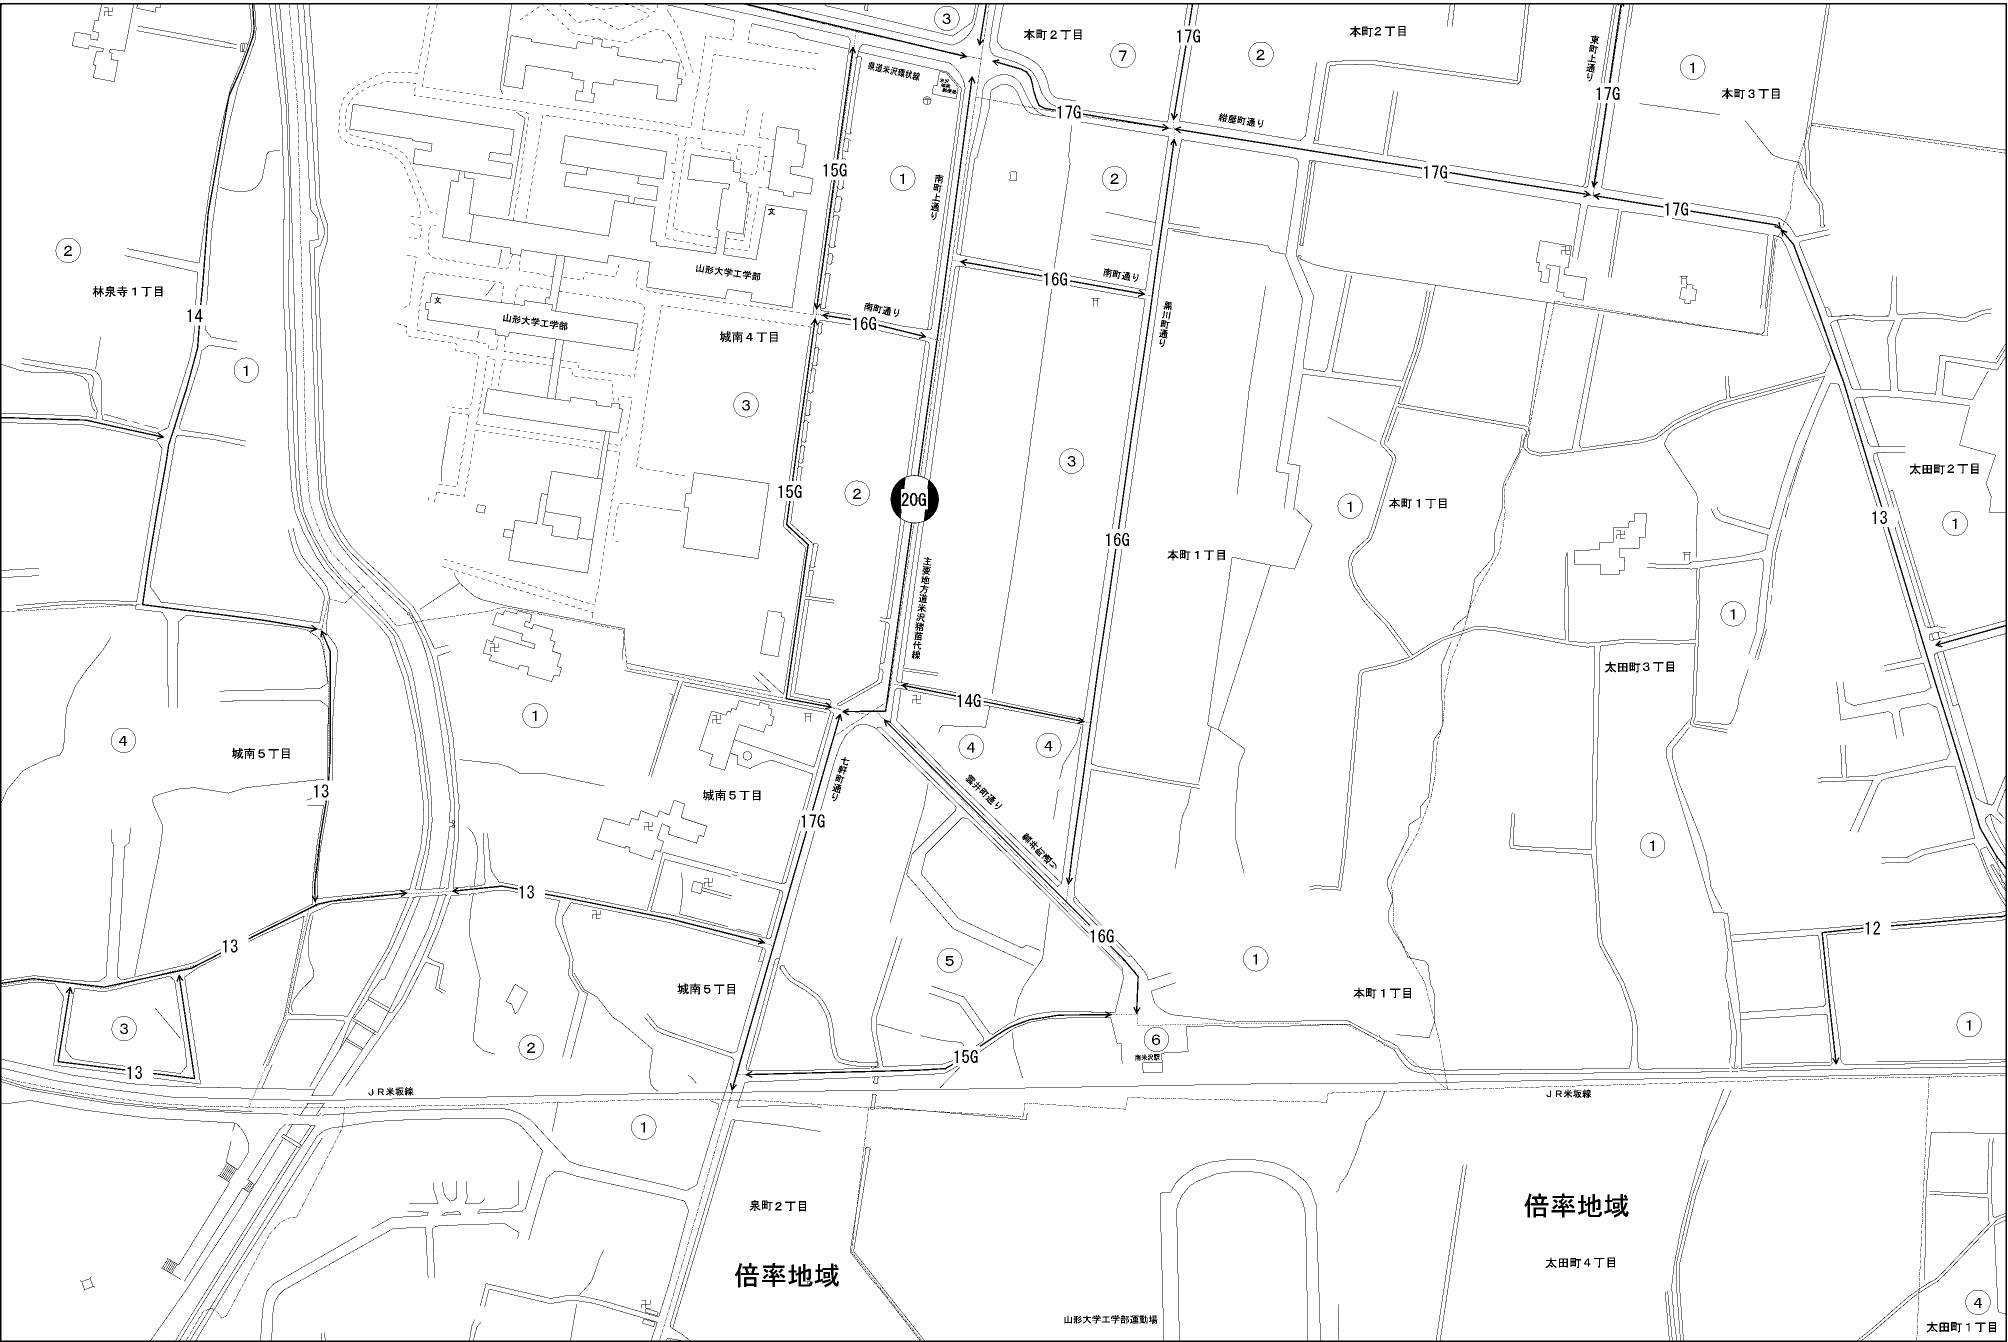 3
本町２丁目
7
17G
2
本町２丁目
東町上通り
1
本町３丁目
県道米沢環状線
17G
17G
紺屋町通り
15G
1
南町上通り
2
17G
17G
文
2
林泉寺１丁目
14
山形大学工学部
文
山形大学工学部
南町通り
16G
城南４丁目
16G
南町通り
黒川町通り
1
3
15G
2
20G
3
16G
1
本町１丁目
本町１丁目
太田町２丁目
13
1
主要地方道米沢猪苗代線
1
太田町３丁目
14G
1
4
城南５丁目
13
城南５丁目
七軒町通り
17G
4
4
雲井町通り
雲井町通り
1
13
13
16G
12
5
1
城南５丁目
本町１丁目
3
13
2
15G
6
南米沢駅
1
ＪＲ米坂線
ＪＲ米坂線
1
泉町２丁目
倍率地域
倍率地域
太田町４丁目
山形大学工学部運動場
4
太田町１丁目